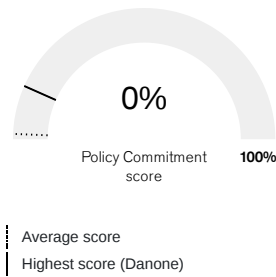 0%
Policy Commitment
score
100%
Average score
Highest score (Danone)